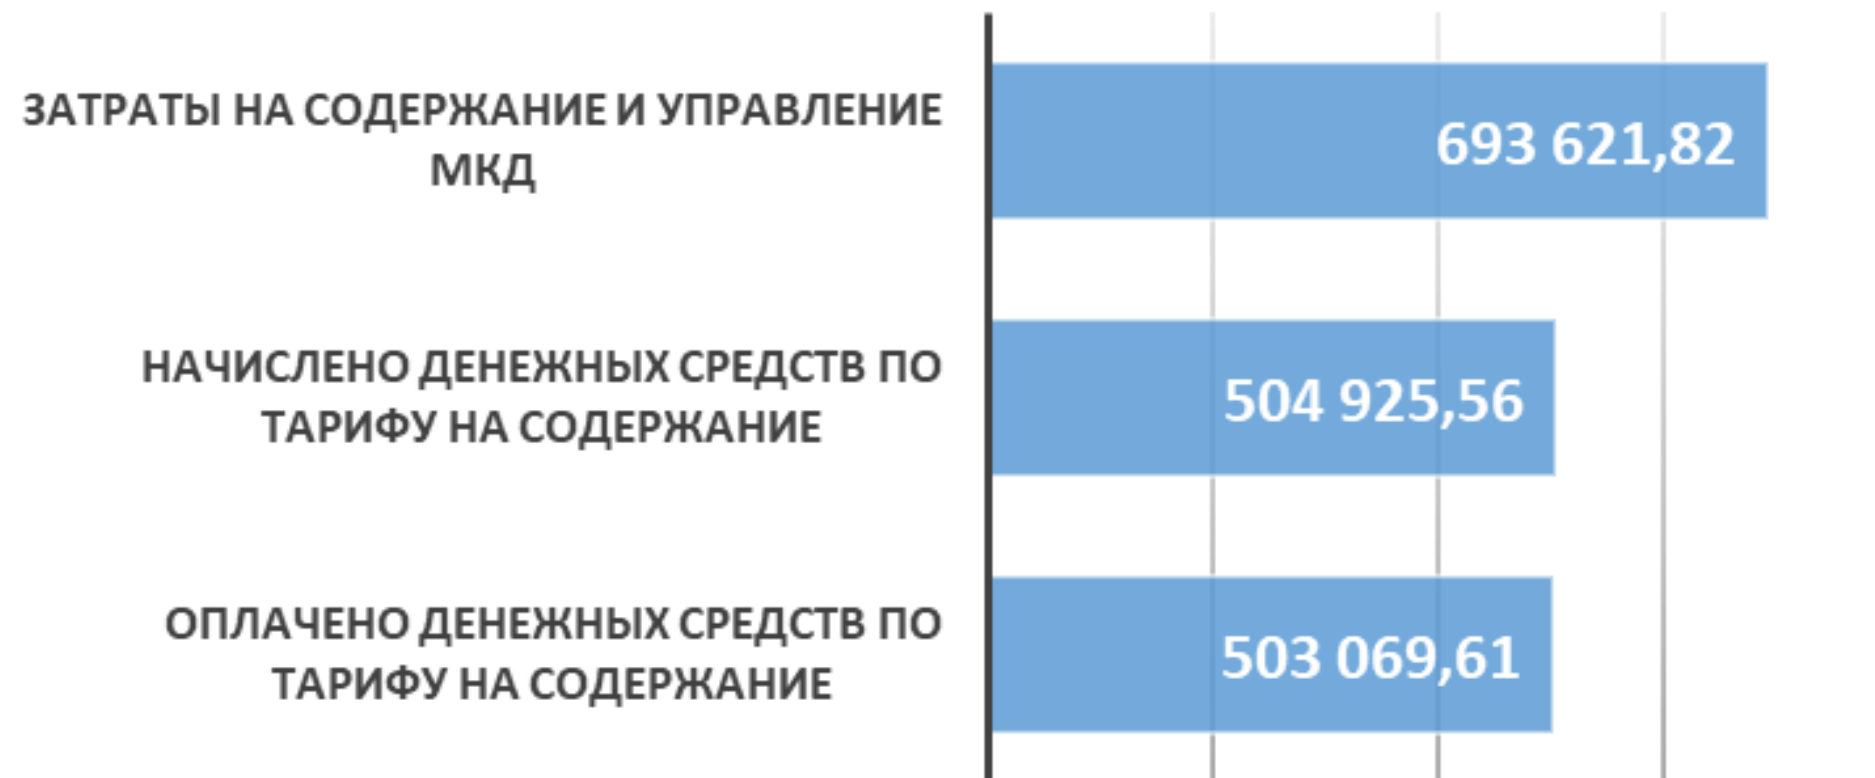 ЗАТРАТЫ НА СОДЕРЖАНИЕ И УПРАВЛЕНИЕ
МКД
693 621,82
НАЧИСЛЕНО ДЕНЕЖНЫХ СРЕДСТВ ПО
ТАРИФУ НА СОДЕРЖАНИЕ
504 925,56
ОПЛАЧЕНО ДЕНЕЖНЫХ СРЕДСТВ ПО
ТАРИФУ НА СОДЕРЖАНИЕ
503 069,61